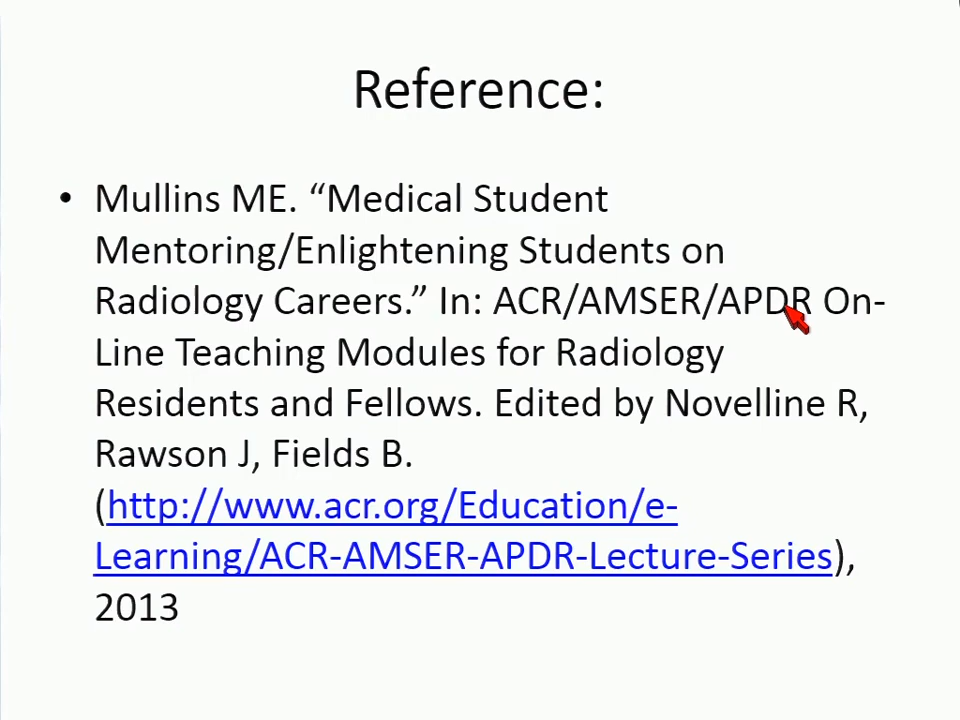 Reference:
• Mullins ME. “Medical Student
Mentoring/Enlightening Students on
Radiology Careers.” In: ACR/AMSER/APDR On-
Line Teaching Modules for Radiology
Residents and Fellows. Edited by Novelline R,
Rawson J, Fields B.
(http://www.acr.org/Education/e-
Learning/ACR-AMSER-APDR-Lecture-Series),
2013